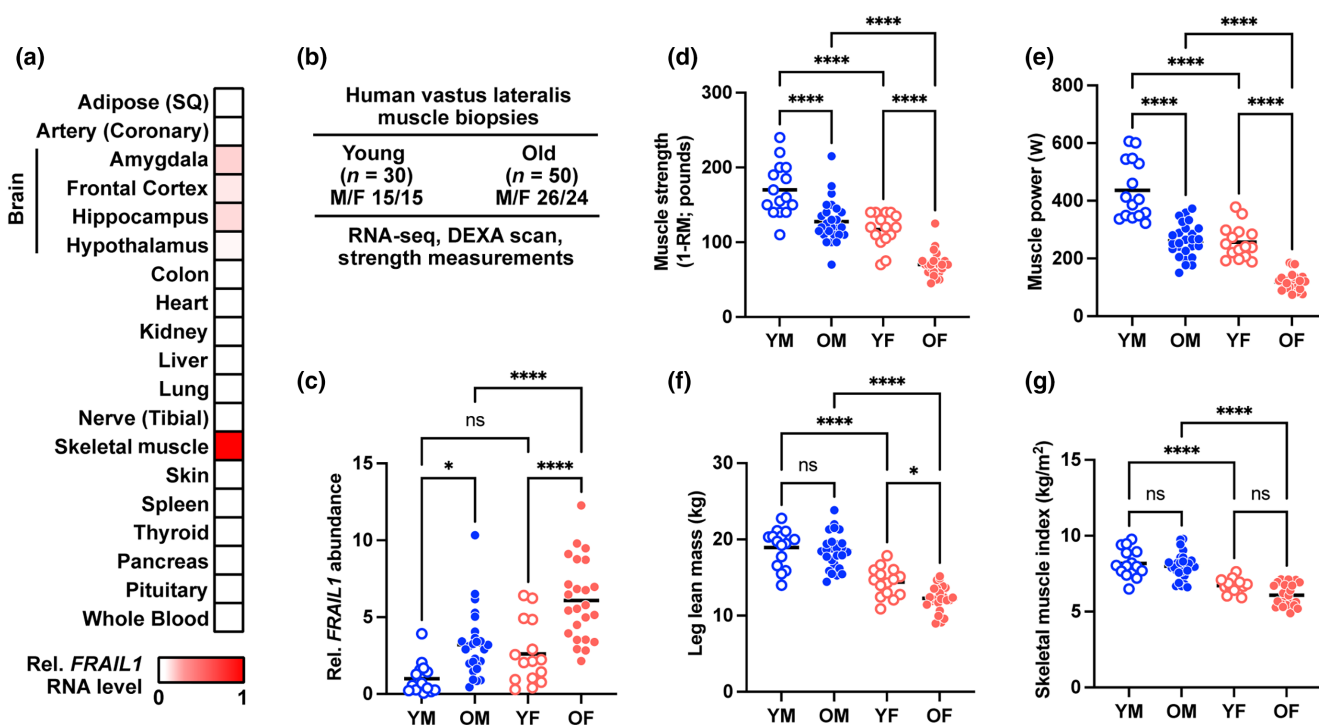 (a)
Adipose (SQ)
Artery (Coronary)
Brain
Amygdala
Frontal Cortex
Hippocampus
Hypothalamus
Colon
Heart
Kidney
Liver
Lung
Nerve (Tibial)
Skeletal muscle
Skin
Spleen
Thyroid
Pancreas
Pituitary
Whole Blood
Rel. FRAIL1
RNA level
0
1
(b)
Human vastus lateralis
muscle biopsies
Young
(n = 30)
M/F 15/15
Old
(n = 50)
M/F 26/24
RNA-seq, DEXA scan,
strength measurements
(c)
****
ns
*
****
Rel. FRAIL1 abundance
15
10
5
0
YM OM YF OF
(d)
****
****
****
****
Muscle strength
(1-RM; pounds)
300
200
100
0
YM OM YF OF
(e)
****
****
****
****
Muscle power (w)
800
600
400
200
0
YM OM YF OF
(f)
****
****
ns
*
Leg lean mass (kg)
30
20
10
0
YM OM YF OF
(g)
****
****
ns
ns
Skeletal muscle index (kg/m²)
15
10
5
0
YM OM YF OF